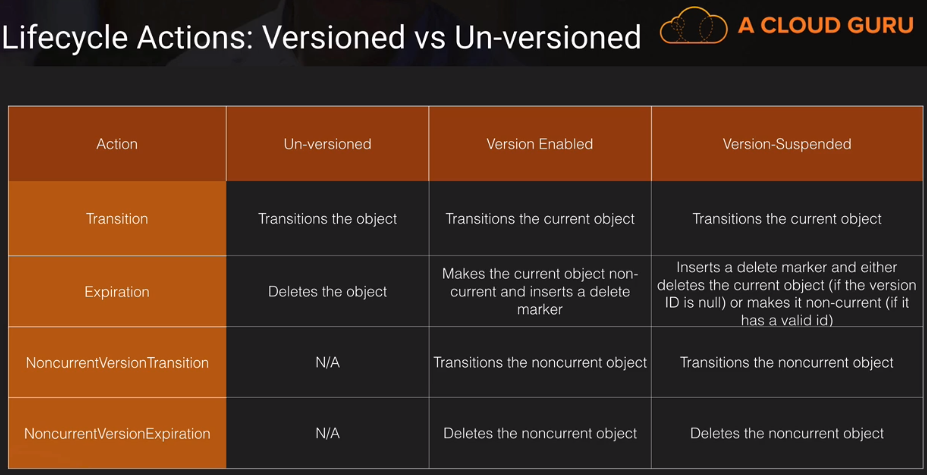 Lifecycle Actions: Versioned vs Un-versioned
A CLOUD GURU
Action
Un-versioned
Version Enabled
Version-Suspended
Transition
Transitions the object
Transitions the current object
Transitions the current object
Expiration
Deletes the object
Makes the current object non-
current and inserts a delete
marker
Inserts a delete marker and either
deletes the current object (if the version
ID is null) or makes it non-current (if it
has a valid id)
NoncurrentVersionTransition
N/A
Transitions the noncurrent object
Transitions the noncurrent object
NoncurrentVersionExpiration
N/A
Deletes the noncurrent object
Deletes the noncurrent object